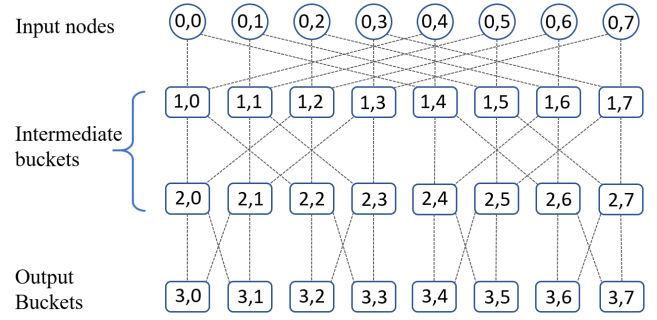 Input nodes 0,0 0,1 0,2 0,3 0,4 0,5 0,6 0,7
1,0 1,1 1,2 1,3 1,4 1,5 1,6 1,7
Intermediate
buckets
2,0 2,1 2,2 2,3 2,4 2,5 2,6 2,7
Output
Buckets
3,0 3,1 3,2 3,3 3,4 3,5 3,6 3,7